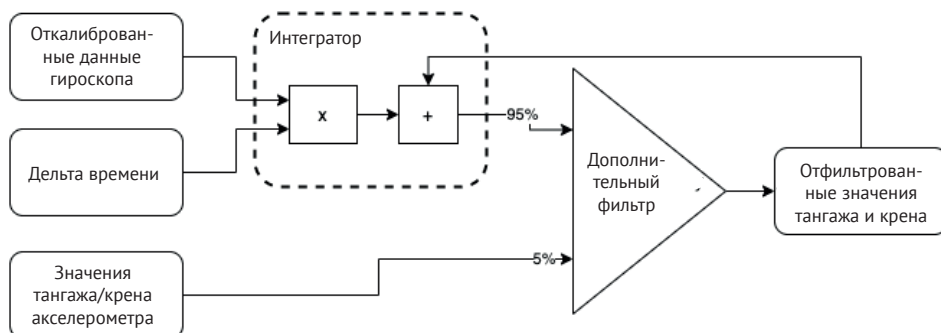 Откалиброван-
ные данные
гироскопа
Интегратор
x
+
95%
Дельта времени
Дополни-
тельный
фильтр
Отфильтрован-
ные значения
тангажа и крена
5%
Значения
тангажа/крена
акселерометра